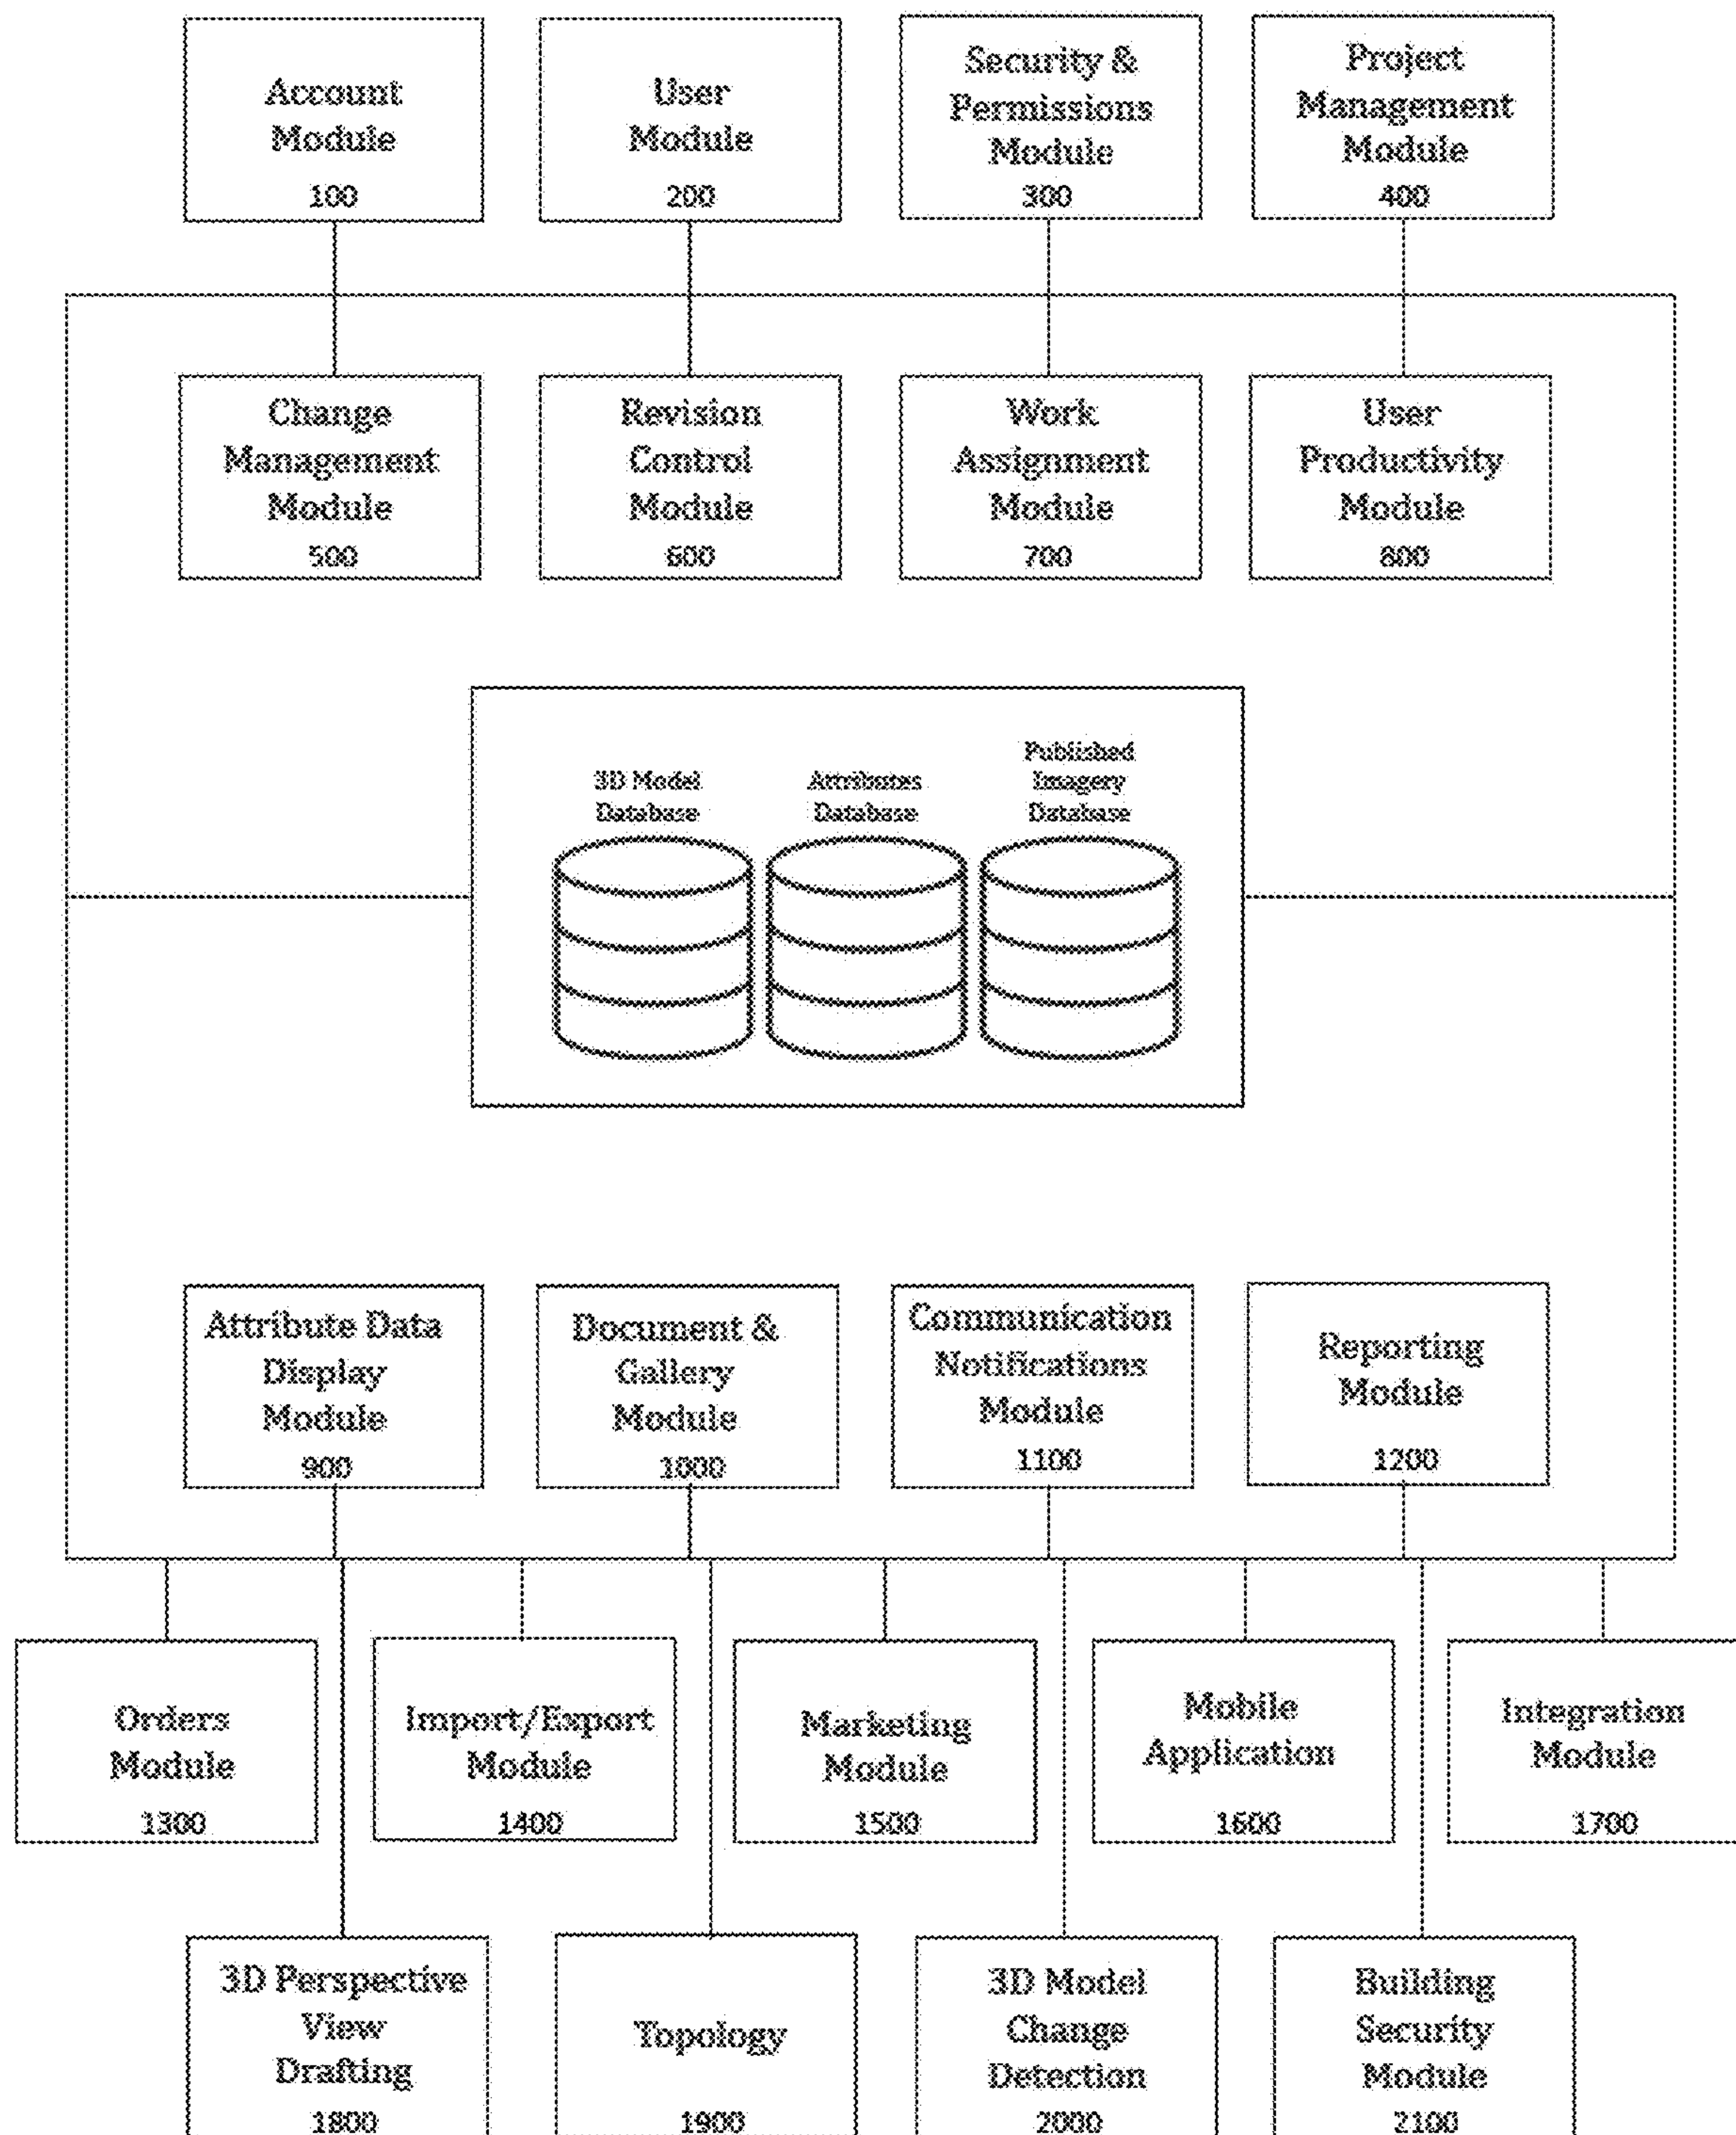 Account
Module
100
User
Module
200
Security &
Permissions
Module
300
Project
Management
Module
400
Change
Management
Module
500
Revision
Control
Module
600
Work
Assignment
Module
700
User
Productivity
Module
800
3D Model
Database
Attributes
Database
Published
Imagery
Database
Attribute Data
Display
Module
900
Document &
Gallery
Module
1000
Communication
Notifications
Module
1100
Reporting
Module
1200
Orders
Module
1300
Import/Export
Module
1400
Marketing
Module
1500
Mobile
Application
1600
Integration
Module
1700
3D Perspective
View
Drafting
1800
Topology
1900
3D Model
Change
Detection
2000
Building
Security
Module
2100